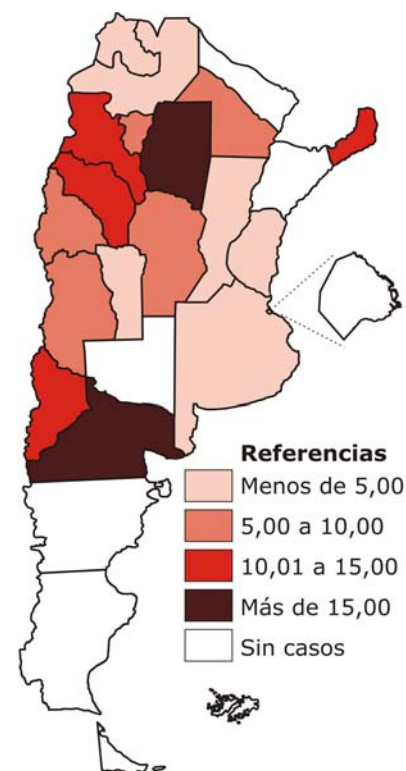 Referencias
Menos de 5,00
5,00 a 10,00
10,01 a 15,00
Más de 15,00
Sin casos